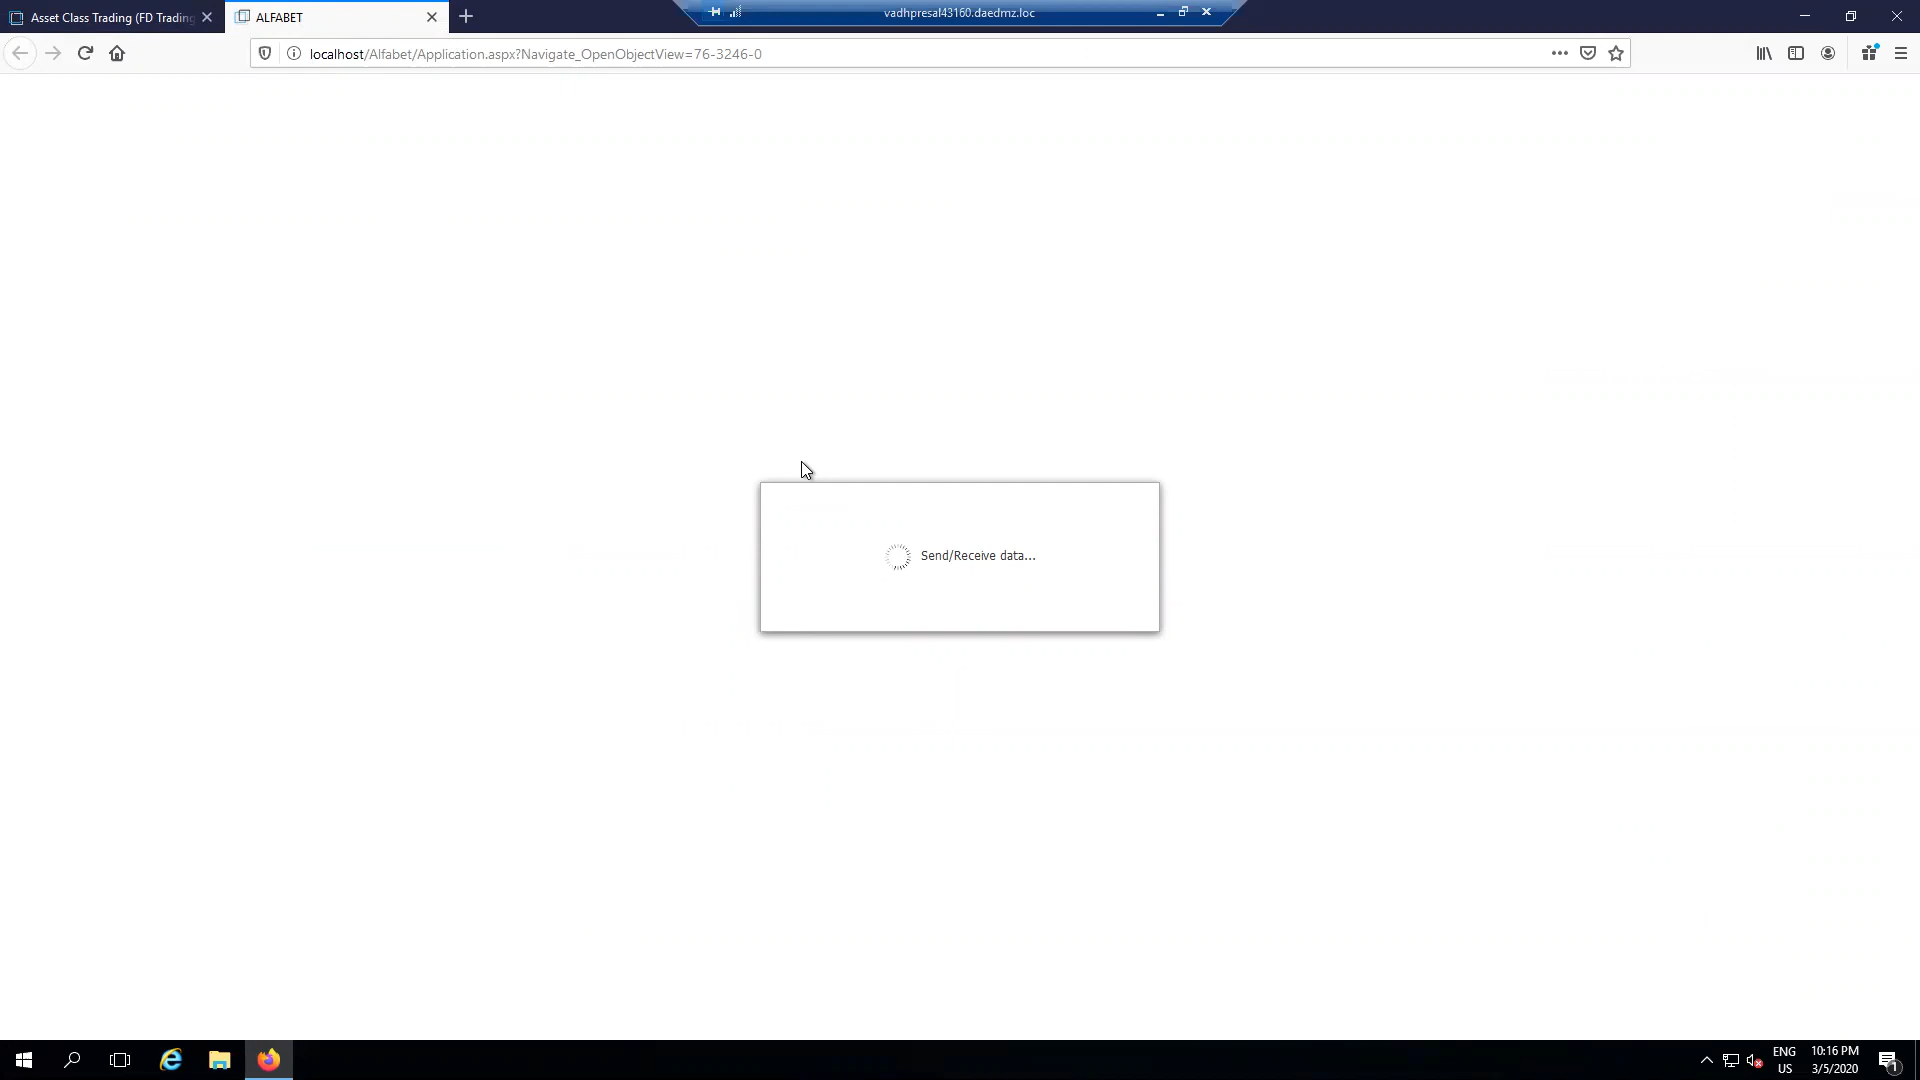 Asset Class Trading (FD Trading
ALFABET
vadhpresal43160.daedmz.loc
localhost/Alfabet/Application.aspx?Navigate_OpenObjectView=76-3246-0
Send/Receive data...
ENG
US
10:16 PM
3/5/2020
1